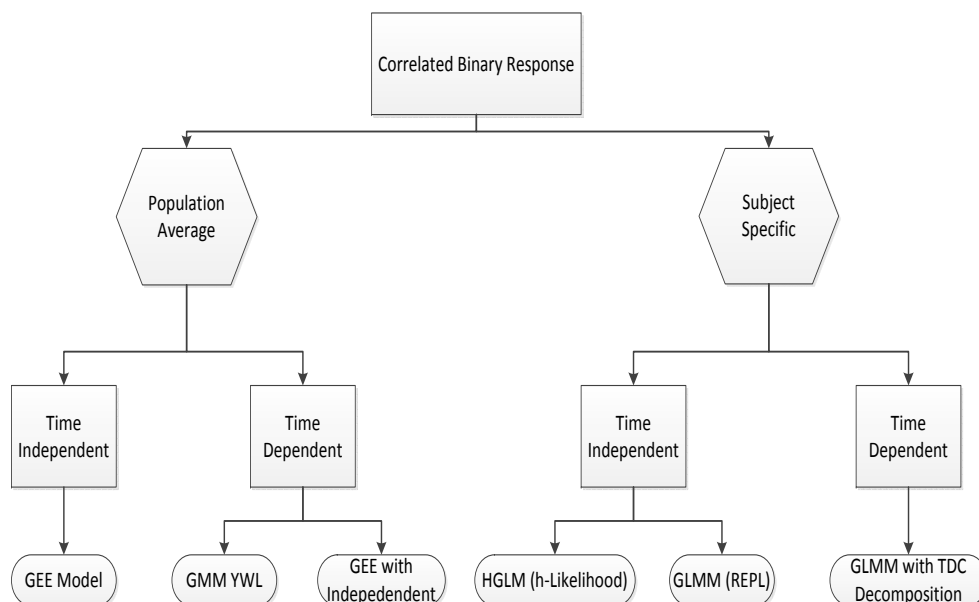 Correlated Binary Response
Population
Average
Subject
Specific
Time
Independent
Time
Dependent
Time
Independent
Time
Dependent
GEE Model
GMM YWL
GEE with
Indepedendent
HGLM (h-Likelihood)
GLMM (REPL)
GLMM with TDC
Decomposition